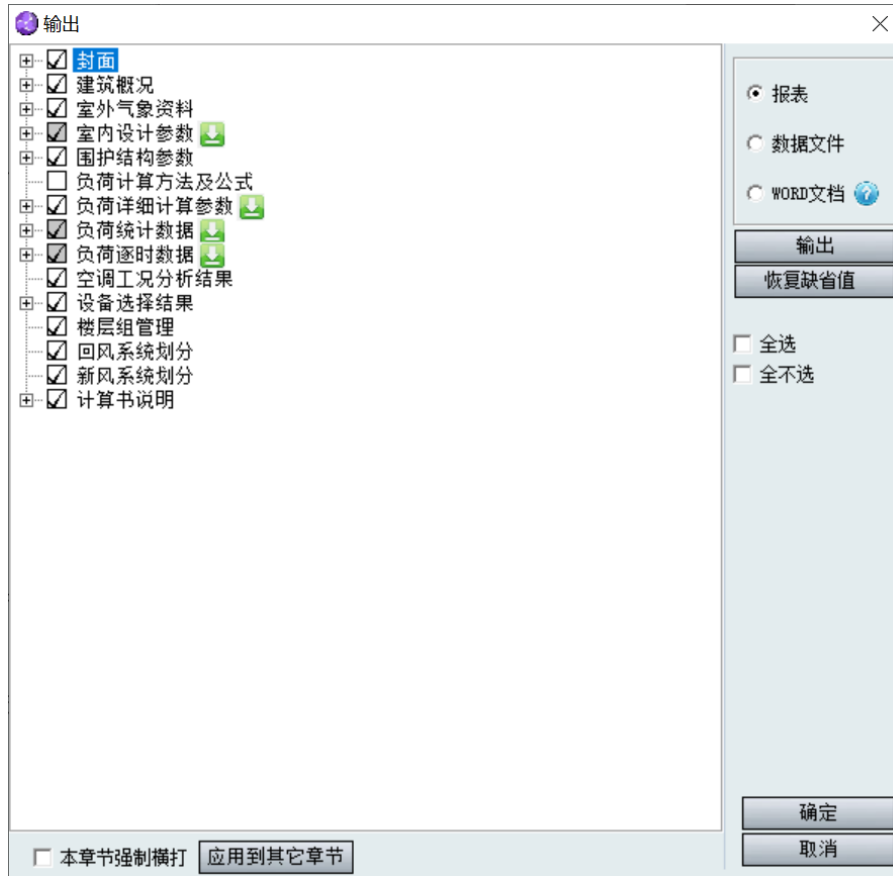 输出
封面
建筑概况
室外气象资料
室内设计参数
围护结构参数
负荷计算方法及公式
负荷详细计算参数
负荷统计数据
负荷逐时数据
空调工况分析结果
设备选择结果
楼层组管理
回风系统划分
新风系统划分
计算书说明
报表
数据文件
WORD文档
输出
恢复缺省值
全选
全不选
确定
取消
本章节强制横打
应用到其它章节